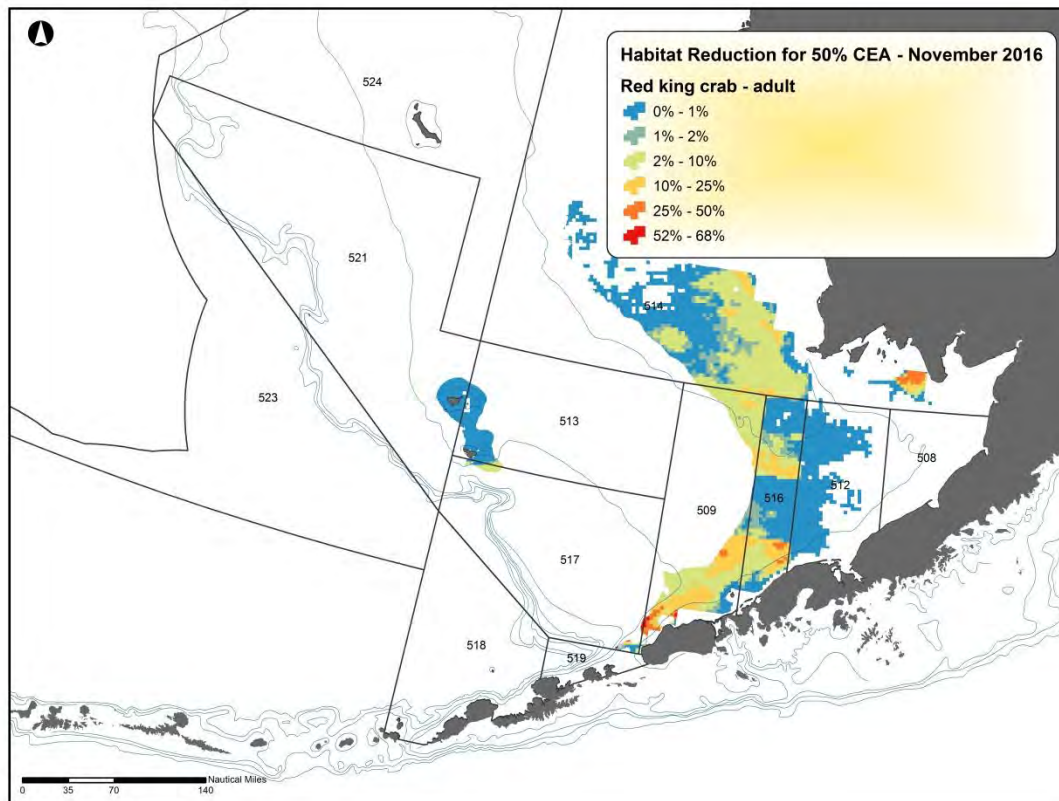 Habitat Reduction for 50% CEA - November 2016
Red king crab - adult
0% - 1%
1% - 2%
2% - 10%
10% - 25%
25% - 50%
52% - 68%
524
521
514
523
513
508
512
516
509
517
518
519
Nautical Miles
0 35 70 140